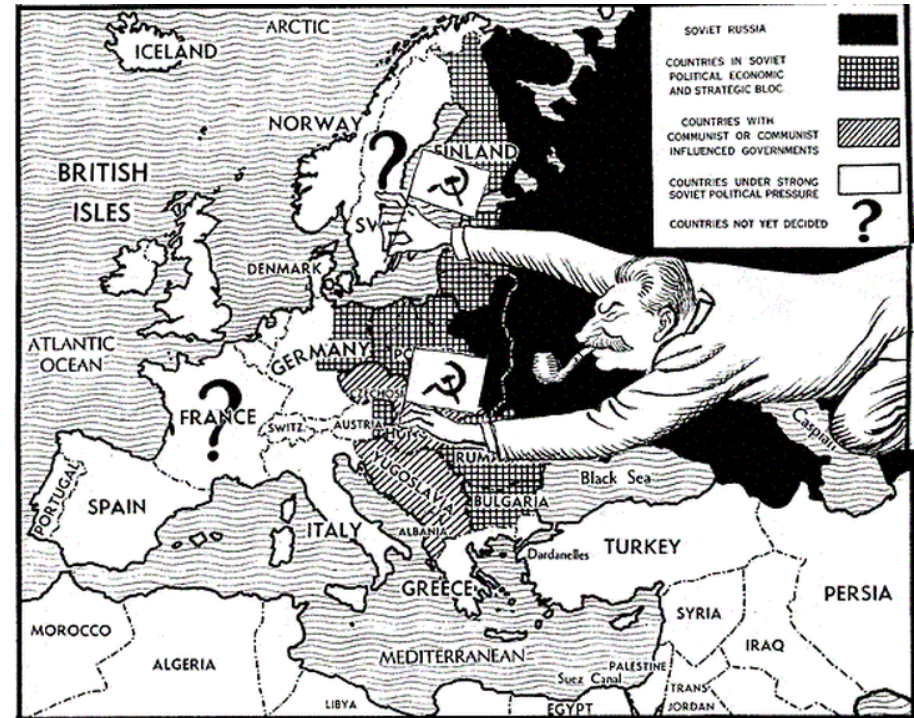 ARCTIC
ICELAND
NORWAY
?
FINLAND
BRITISH
ISLES
SW
DENMARK
ATLANTIC
OCEAN
GERMANY
PO
CZECHOSL
FRANCE
?
SWITZ.
AUSTRIA
HU
RUMA
YUGOSLAVIA
BULGARIA
Black Sea
Caspian
PORTUGAL
SPAIN
ITALY
ALBANIA
Dardanelles
TURKEY
GREECE
SYRIA
PERSIA
IRAQ
MOROCCO
ALGERIA
MEDITERRANEAN
PALESTINE
Suez Canal
TRANS
JORDAN
LIBYA
EGYPT
SOVIET RUSSIA
COUNTRIES IN SOVIET
POLITICAL ECONOMIC
AND STRATEGIC BLOC.
COUNTRIES WITH
COMMUNIST OR COMMUNIST
INFLUENCED GOVERNMENTS
COUNTRIES UNDER STRONG
SOVIET POLITICAL PRESSURE
COUNTRIES NOT YET DECIDED ?